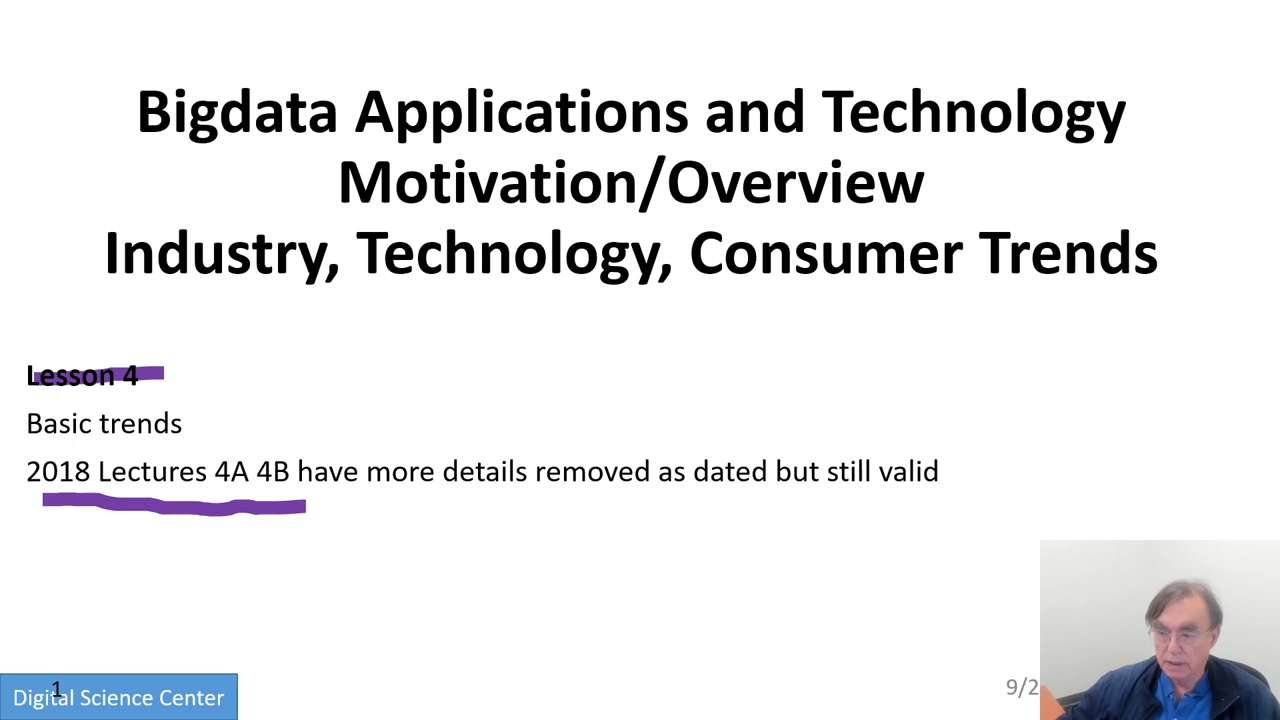 Bigdata Applications and Technology
Motivation/Overview
Industry, Technology, Consumer Trends
Lesson 4
Basic trends
2018 Lectures 4A 4B have more details removed as dated but still valid
1
Digital Science Center
9/2